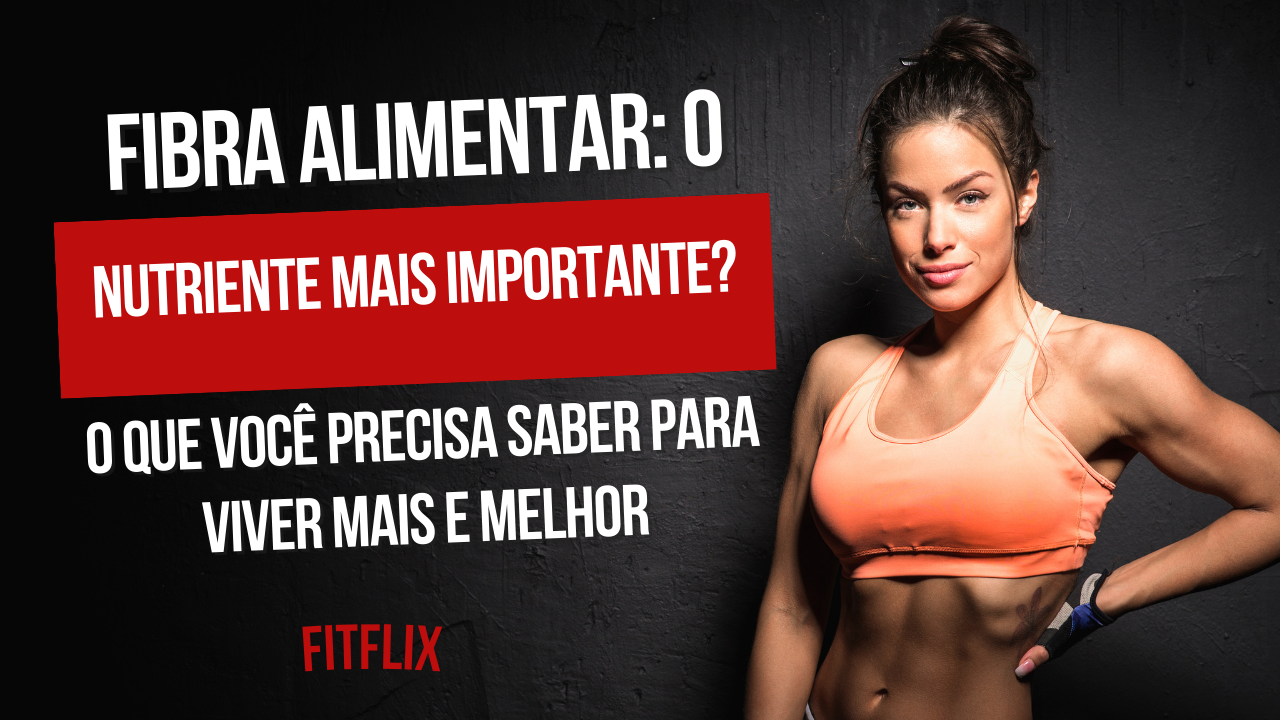 FIBRA ALIMENTAR: O
NUTRIENTE MAIS IMPORTANTE?
O QUE VOCÊ PRECISA SABER PARA
VIVER MAIS E MELHOR
FITFLIX